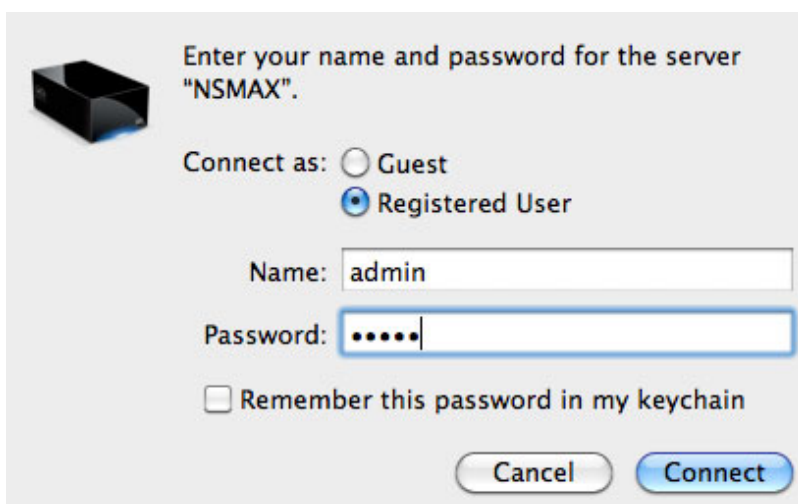 Enter your name and password for the server
“NSMAX”.
Connect as: Guest
Registered User
Name: admin
Password: •••••
Remember this password in my keychain
Cancel Connect